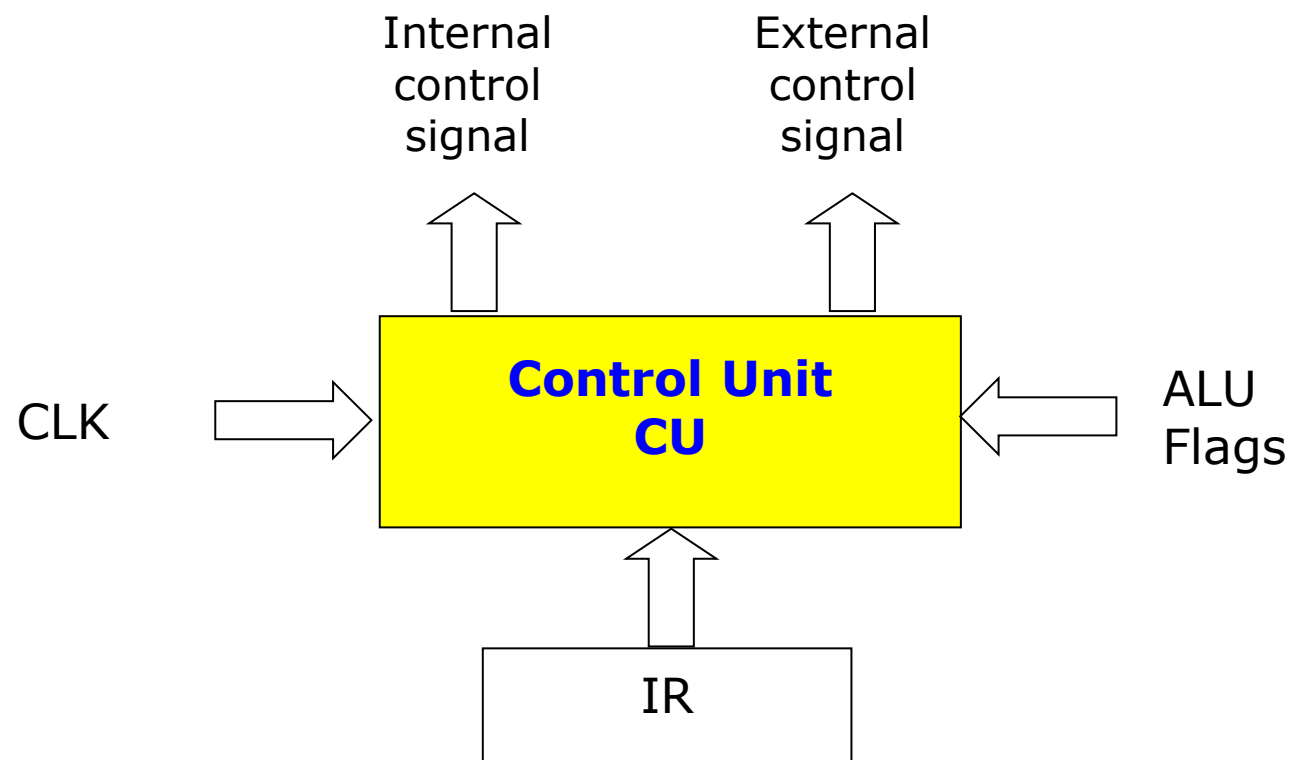 Internal
control
signal
External
control
signal
Control Unit
CU
CLK
ALU
Flags
IR